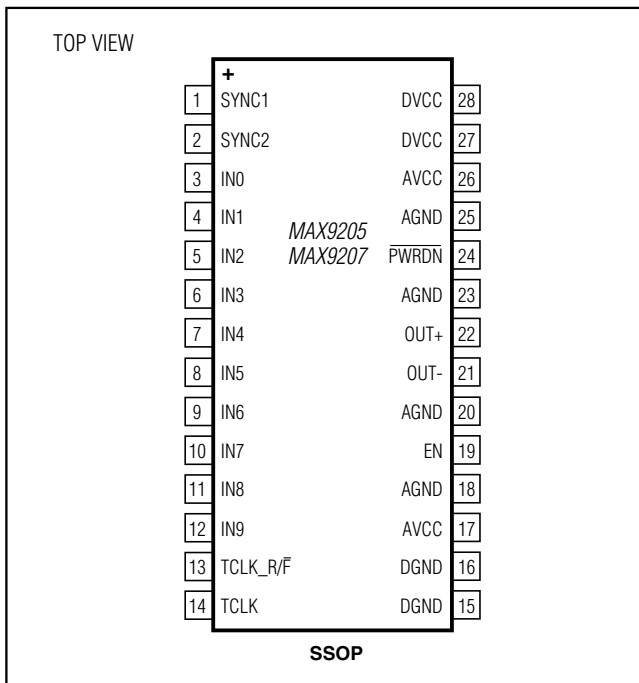 TOP VIEW
+
1 SYNC1 DVCC 28
2 SYNC2 DVCC 27
3 IN0 AVCC 26
4 IN1 AGND 25
MAX9205
5 IN2 MAX9207 P̅W̅R̅D̅N̅ 24
6 IN3 AGND 23
7 IN4 OUT+ 22
8 IN5 OUT- 21
9 IN6 AGND 20
10 IN7 EN 19
11 IN8 AGND 18
12 IN9 AVCC 17
13 TCLK_R/F̅ DGND 16
14 TCLK DGND 15
SSOP